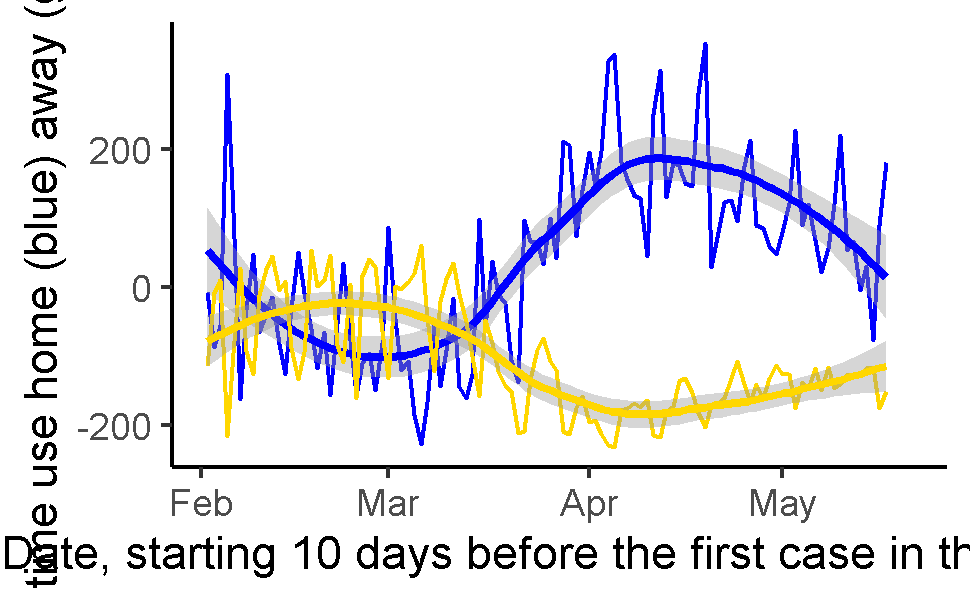 time use home (blue) away (
200
0
-200
Feb Mar Apr May
Date, starting 10 days before the first case in th